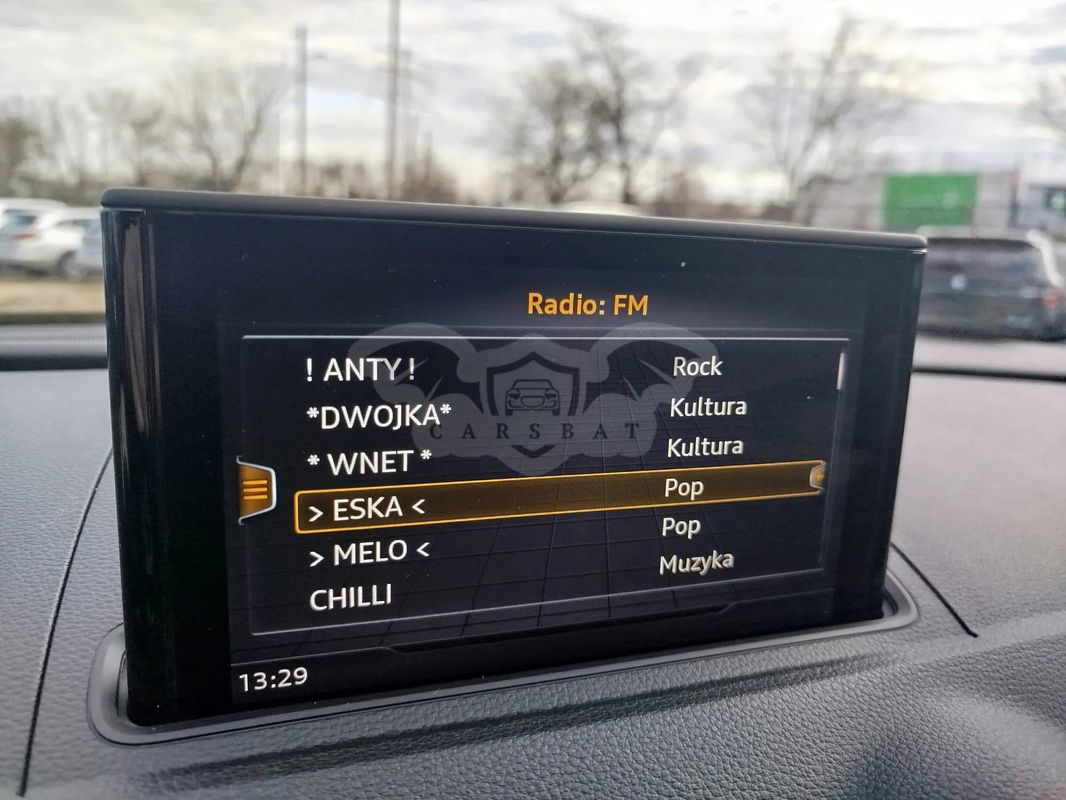 Radio: FM
! ANTY ! Rock
*DWOJKA* Kultura
* WNET * Kultura
> ESKA < Pop
> MELO < Pop
CHILLI Muzyka
13:29
CARSBAT